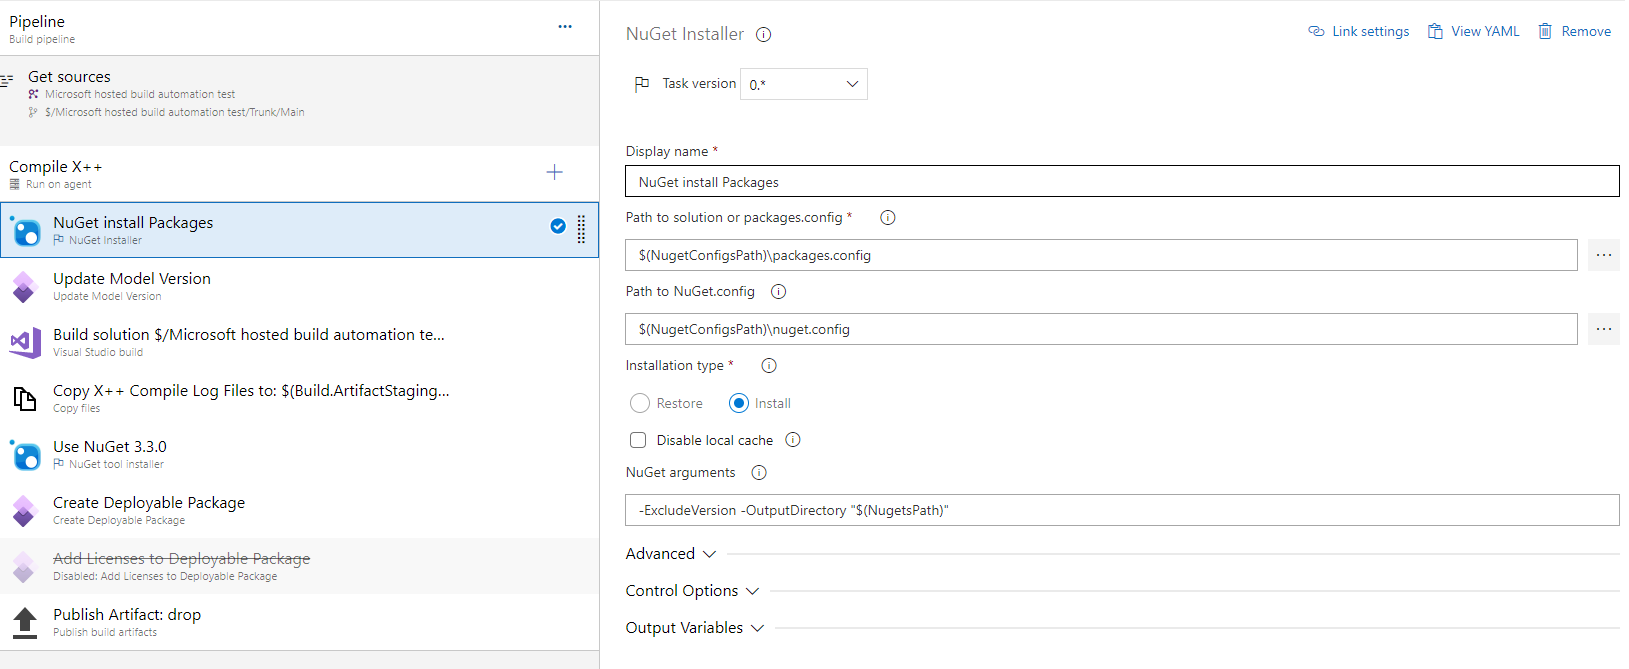 Pipeline
Build pipeline
Get sources
Microsoft hosted build automation test
$/Microsoft hosted build automation test/Trunk/Main
Compile X++
Run on agent
NuGet install Packages
NuGet Installer
Update Model Version
Update Model Version
Build solution $/Microsoft hosted build automation te...
Visual Studio build
Copy X++ Compile Log Files to: $(Build.ArtifactStaging...
Copy files
Use NuGet 3.3.0
NuGet tool installer
Create Deployable Package
Create Deployable Package
Add Licenses to Deployable Package
Disabled: Add Licenses to Deployable Package
Publish Artifact: drop
Publish build artifacts
NuGet Installer
Link settings
View YAML
Remove
Task version
0.*
Display name *
NuGet install Packages
Path to solution or packages.config *
$(NugetConfigsPath)\packages.config
Path to NuGet.config
$(NugetConfigsPath)\nuget.config
Installation type *
Restore
Install
Disable local cache
NuGet arguments
-ExcludeVersion -OutputDirectory "$(NugetsPath)"
Advanced
Control Options
Output Variables